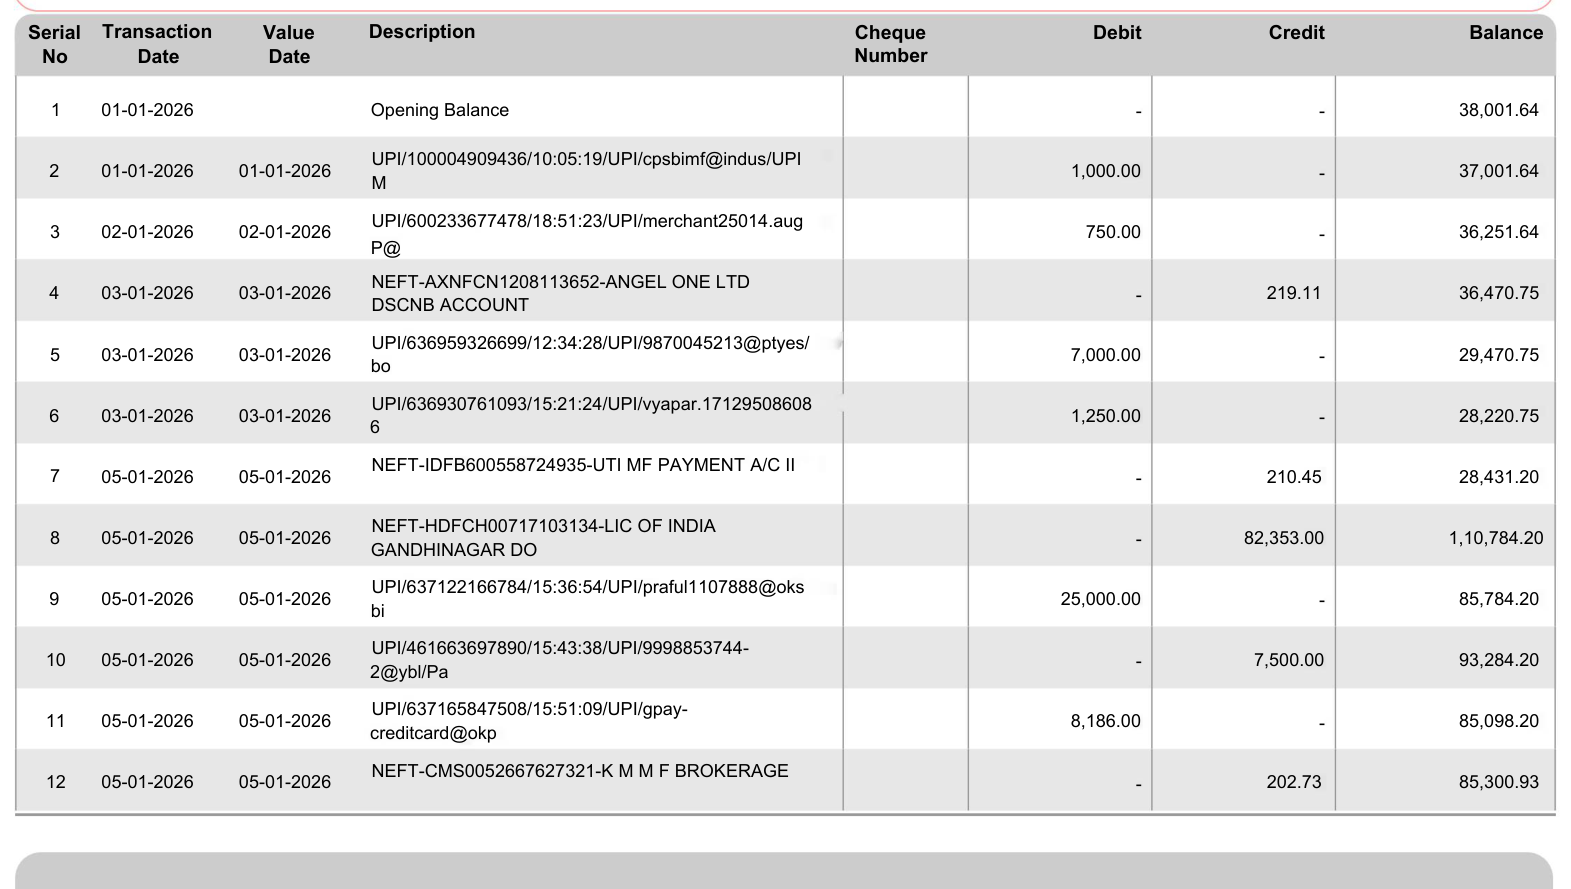 Serial No Transaction Date Value Date Description Cheque Number Debit Credit Balance
1 01-01-2026 Opening Balance - - 38,001.64
2 01-01-2026 01-01-2026 UPI/100004909436/10:05:19/UPI/cpsbimf@indus/UPI 1,000.00 - 37,001.64
M
3 02-01-2026 02-01-2026 UPI/600233677478/18:51:23/UPI/merchant25014.aug 750.00 - 36,251.64
P@
4 03-01-2026 03-01-2026 NEFT-AXNFCN1208113652-ANGEL ONE LTD - 219.11 36,470.75
DSCNB ACCOUNT
5 03-01-2026 03-01-2026 UPI/636959326699/12:34:28/UPI/9870045213@ptyes/ 7,000.00 - 29,470.75
bo
6 03-01-2026 03-01-2026 UPI/636930761093/15:21:24/UPI/vyapar.17129508608 1,250.00 - 28,220.75
6
7 05-01-2026 05-01-2026 NEFT-IDFB600558724935-UTI MF PAYMENT A/C II - 210.45 28,431.20
8 05-01-2026 05-01-2026 NEFT-HDFCH00717103134-LIC OF INDIA - 82,353.00 1,10,784.20
GANDHINAGAR DO
9 05-01-2026 05-01-2026 UPI/637122166784/15:36:54/UPI/praful1107888@oks 25,000.00 - 85,784.20
bi
10 05-01-2026 05-01-2026 UPI/461663697890/15:43:38/UPI/9998853744- - 7,500.00 93,284.20
2@ybl/Pa
11 05-01-2026 05-01-2026 UPI/637165847508/15:51:09/UPI/gpay- 8,186.00 - 85,098.20
creditcard@okp
12 05-01-2026 05-01-2026 NEFT-CMS0052667627321-K M M F BROKERAGE - 202.73 85,300.93